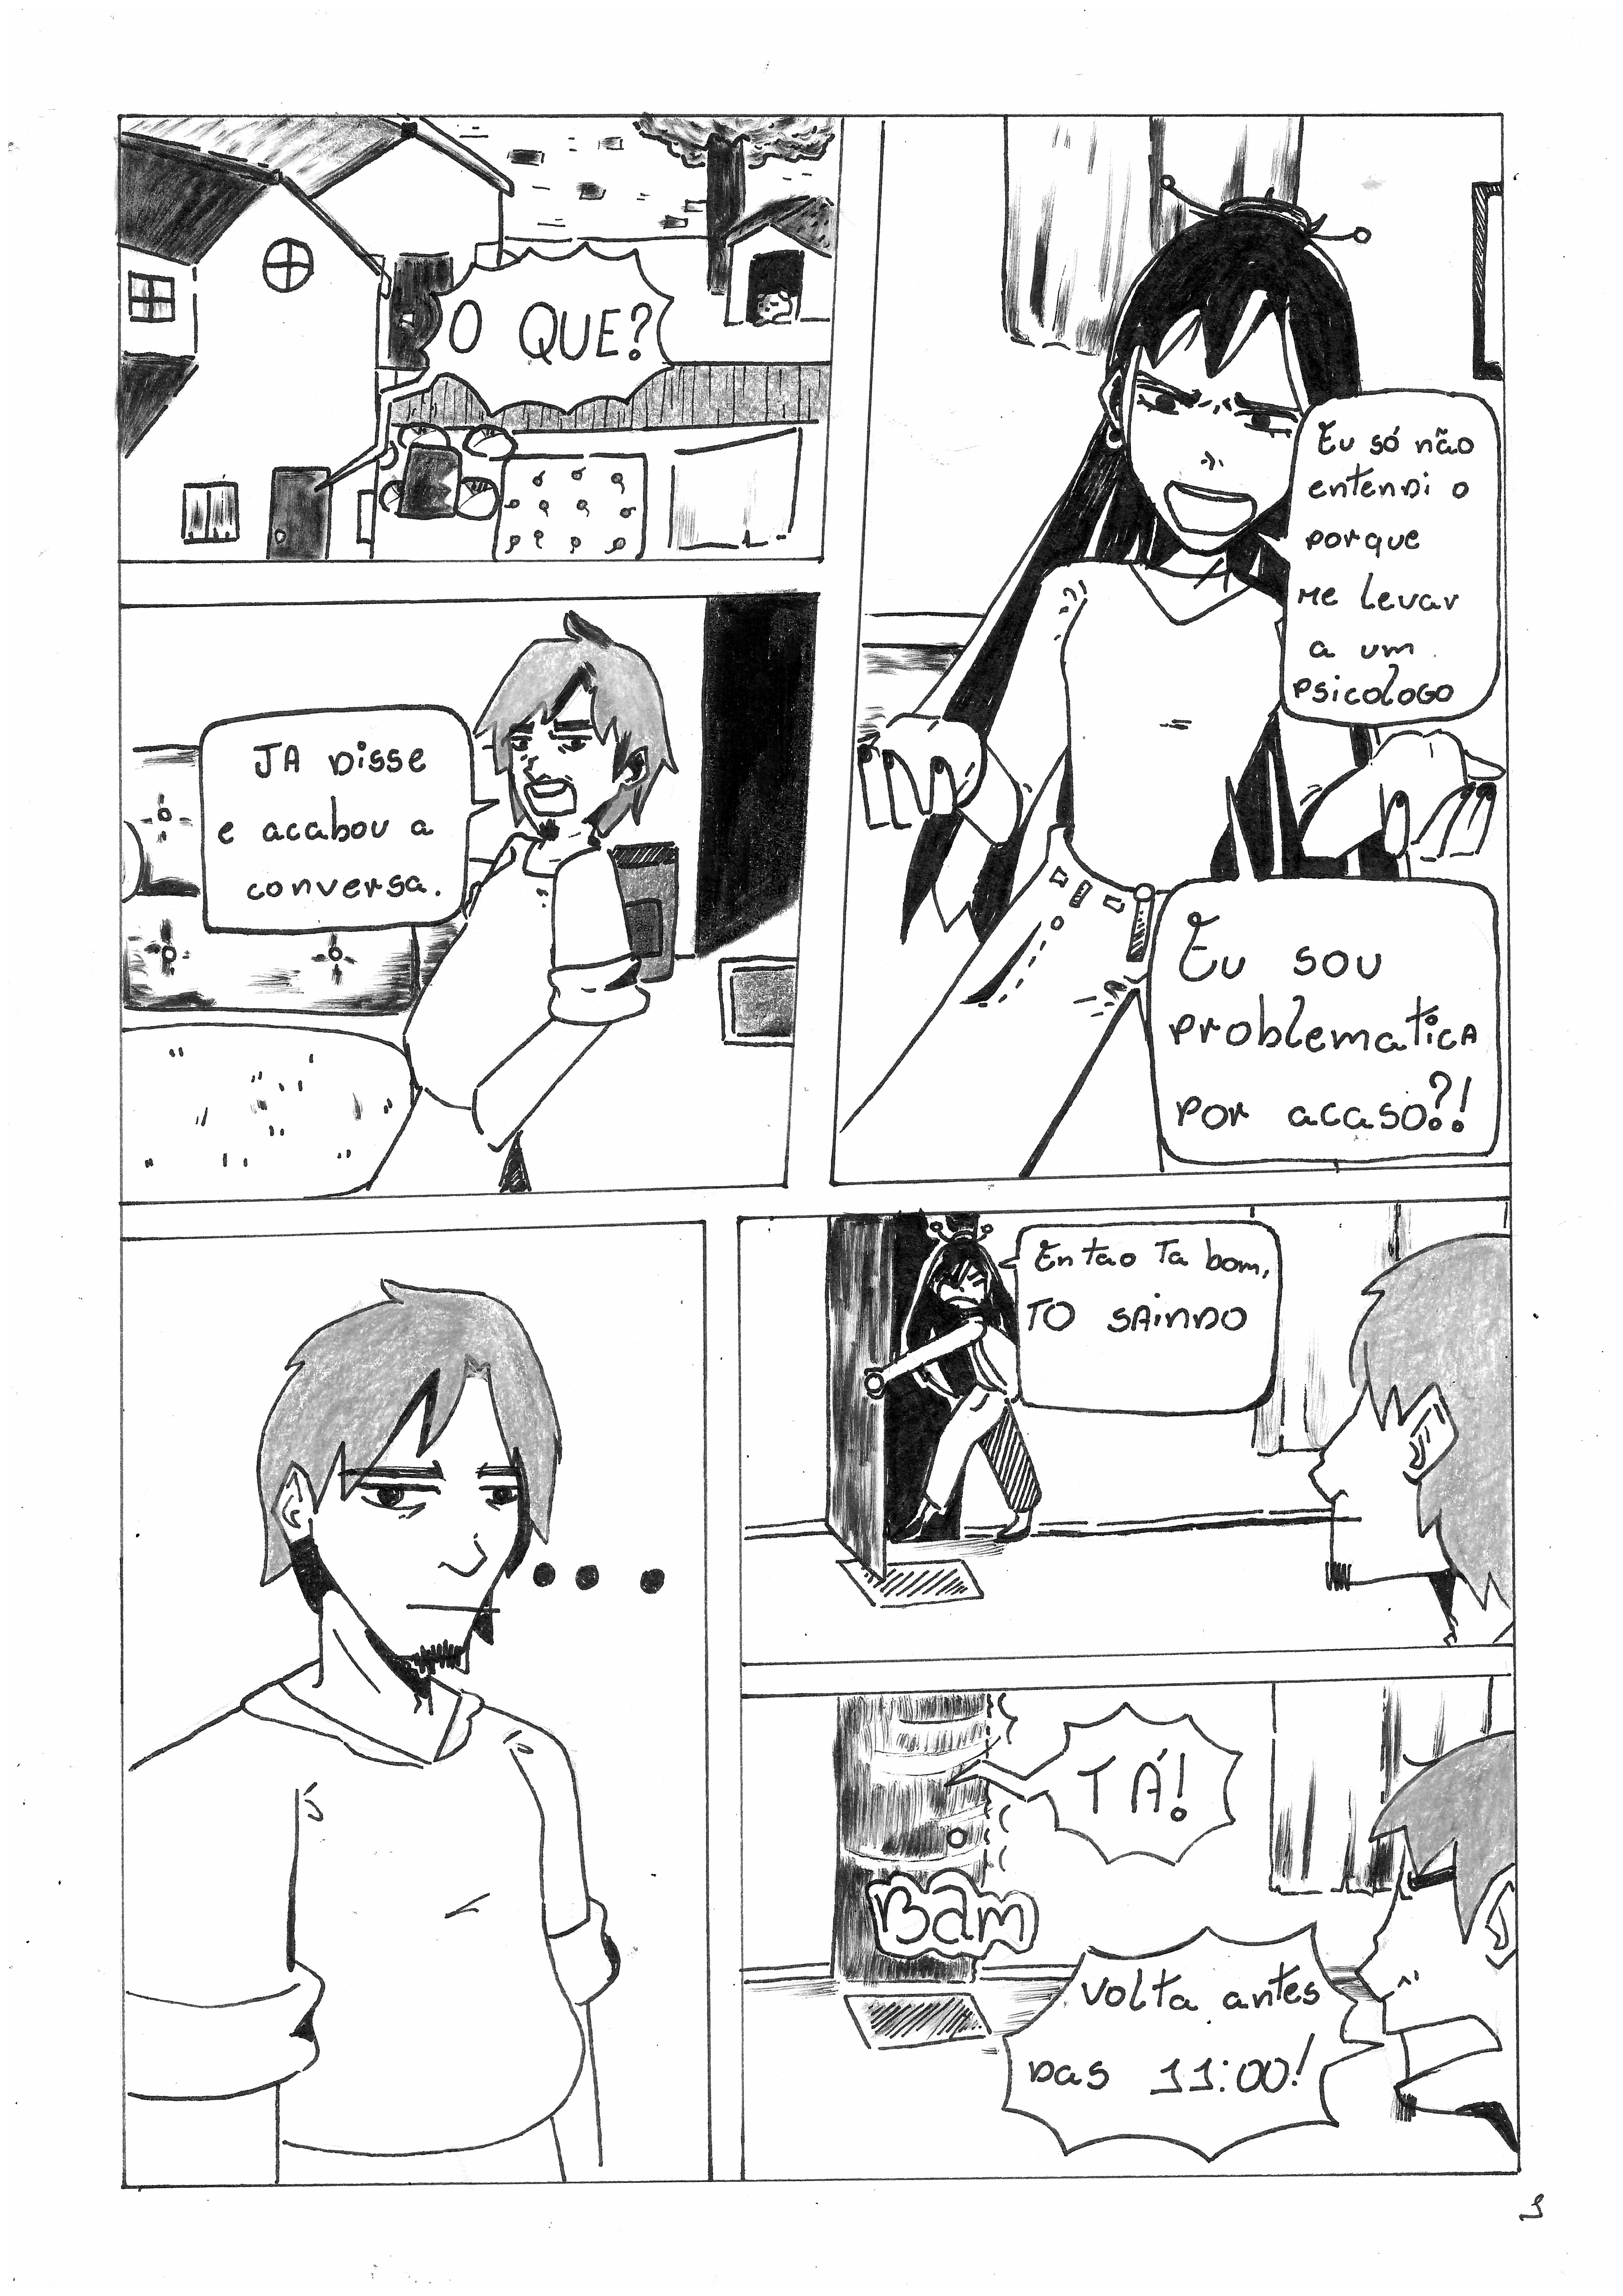 O QUE?
Eu só não
entendi o
porque
me levar
a um
psicologo
Eu sou
problematica
por acaso?!
JA Disse
e acabou a
conversa.
...
Entao Ta bom,
TO SAINDO
TÁ!
Bam
Volta antes
das 11:00!
1